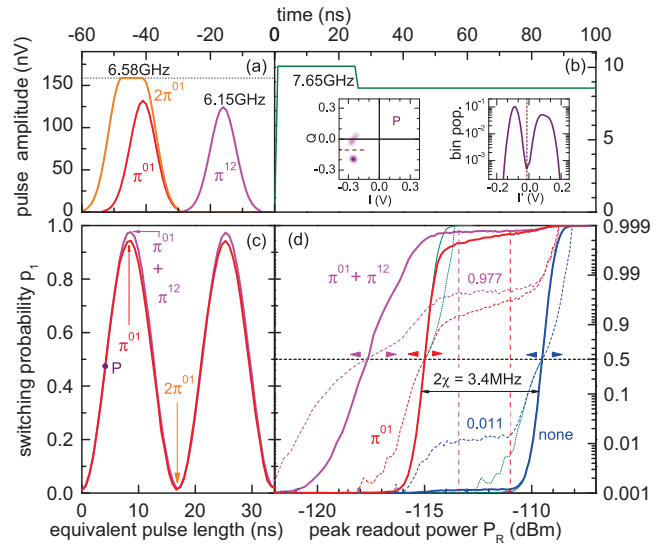 time (ns)
-60 -40 -20 0 20 40 60 80 100
pulse amplitude (nV)
150
100
50
0
(a)
6.58GHz
2π⁰¹
6.15GHz
π⁰¹
π¹²
(b)
7.65GHz
10
5
0
Q
0.3
0.0
-0.3
P
-0.3 0.0 0.3
I (V)
bin pop.
10⁻¹
10⁻²
10⁻³
0.0 0.2
I' (V)
switching probability p₁
1.0
0.8
0.6
0.4
0.2
0.0
(c)
π⁰¹
+
π¹²
π⁰¹
P
2π⁰¹
0 10 20 30
equivalent pulse length (ns)
(d)
π⁰¹ + π¹²
0.977
2χ = 3.4MHz
π⁰¹
0.011
none
0.999
0.99
0.9
0.5
0.1
0.01
0.001
-120 -115 -110
peak readout power P_R (dBm)